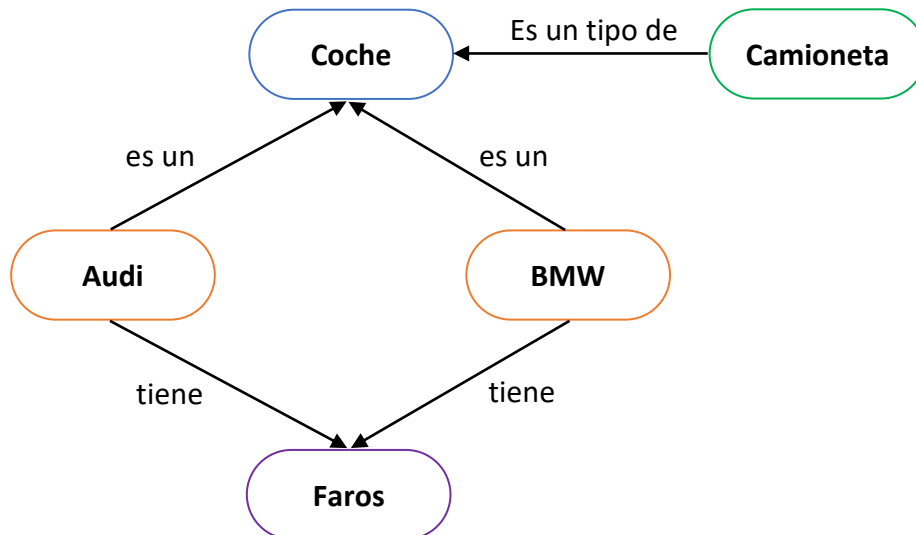 Coche
Es un tipo de
Camioneta
es un
es un
Audi
BMW
tiene
tiene
Faros